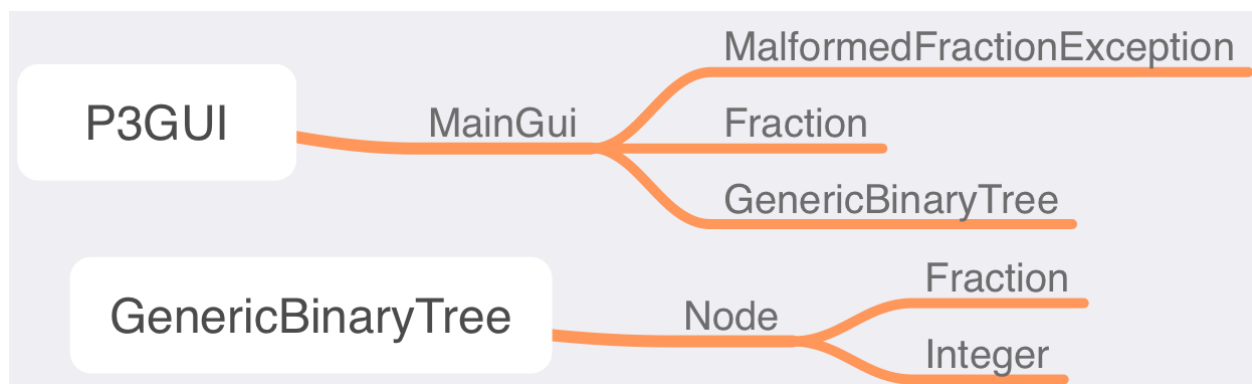 MalformedFractionException
P3GUI
MainGui
Fraction
GenericBinaryTree
GenericBinaryTree
Node
Fraction
Integer